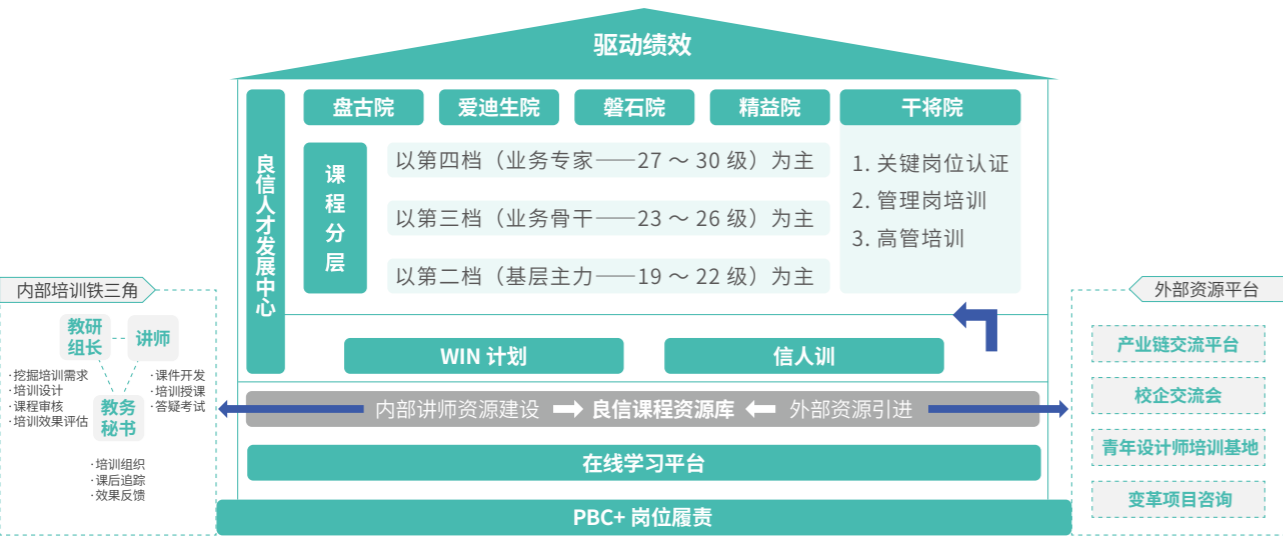 驱动绩效
良信人才发展中心
盘古院
爱迪生院
磐石院
精益院
干将院
课程分层
以第四档（业务专家——27 ～ 30 级）为主
以第三档（业务骨干——23 ～ 26 级）为主
以第二档（基层主力——19 ～ 22 级）为主
1. 关键岗位认证
2. 管理岗培训
3. 高管培训
WIN 计划
信人训
内部讲师资源建设
良信课程资源库
外部资源引进
在线学习平台
PBC+ 岗位履责
内部培训铁三角
教研
组长
讲师
·挖掘培训需求
·培训设计
·课程审核
·培训效果评估
·课件开发
·培训授课
·答疑考试
教务
秘书
·培训组织
·课后追踪
·效果反馈
外部资源平台
产业链交流平台
校企交流会
青年设计师培训基地
变革项目咨询